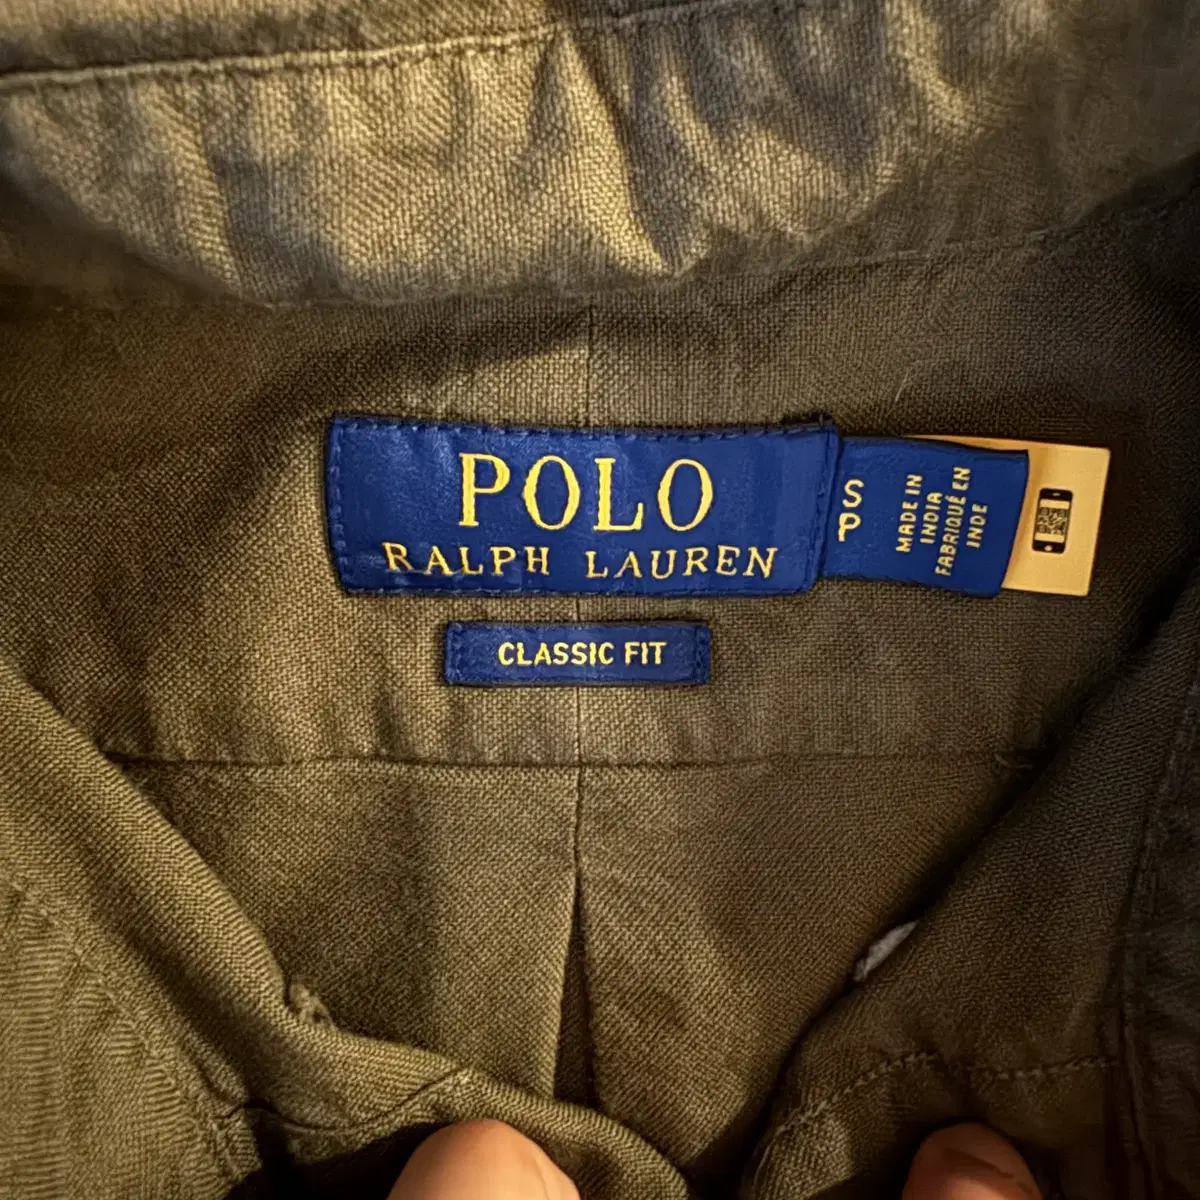 POLO
RALPH LAUREN
CLASSIC FIT
S
P
MADE IN
INDIA
FABRIQUÉ EN
INDE